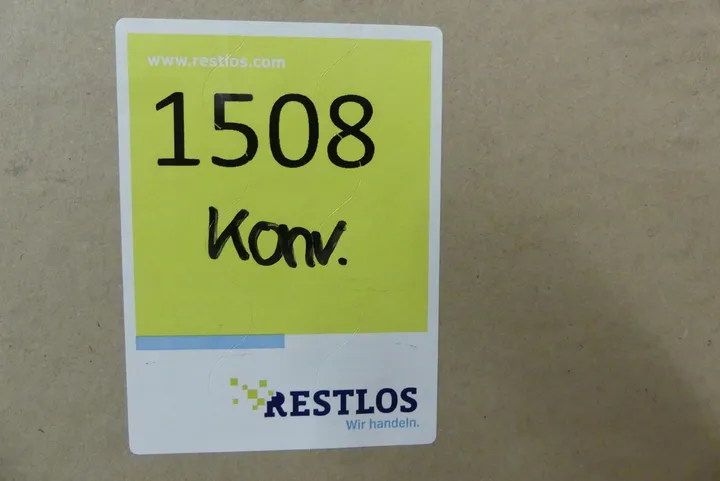 www.restlos.com
1508
Konv.
RESTLOS
Wir handeln.